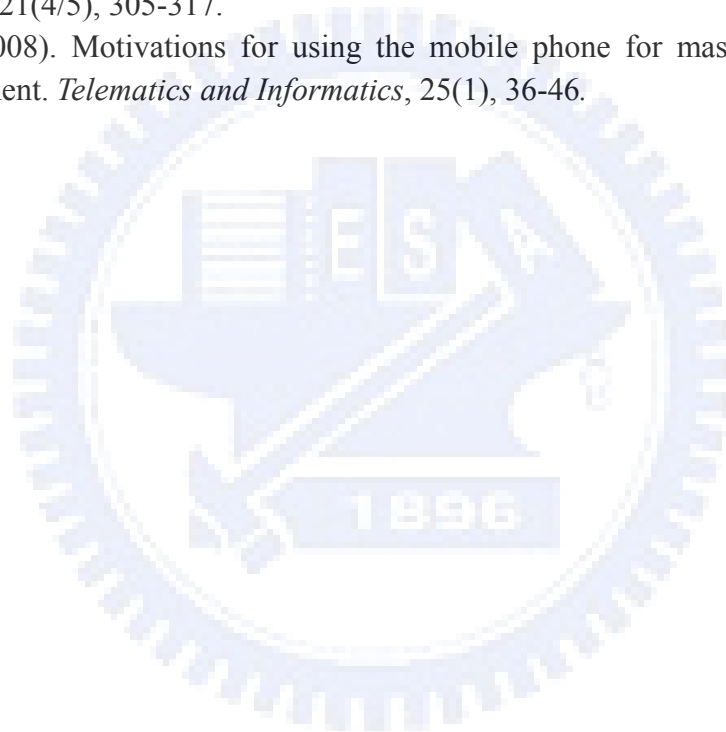 21(4/5), 305-317.
008). Motivations for using the mobile phone for mas
ent. Telematics and Informatics, 25(1), 36-46.
E S A
1896